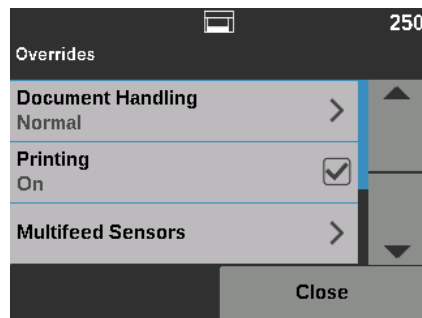 250
Overrides
Document Handling
Normal
Printing
On
Multifeed Sensors
Close